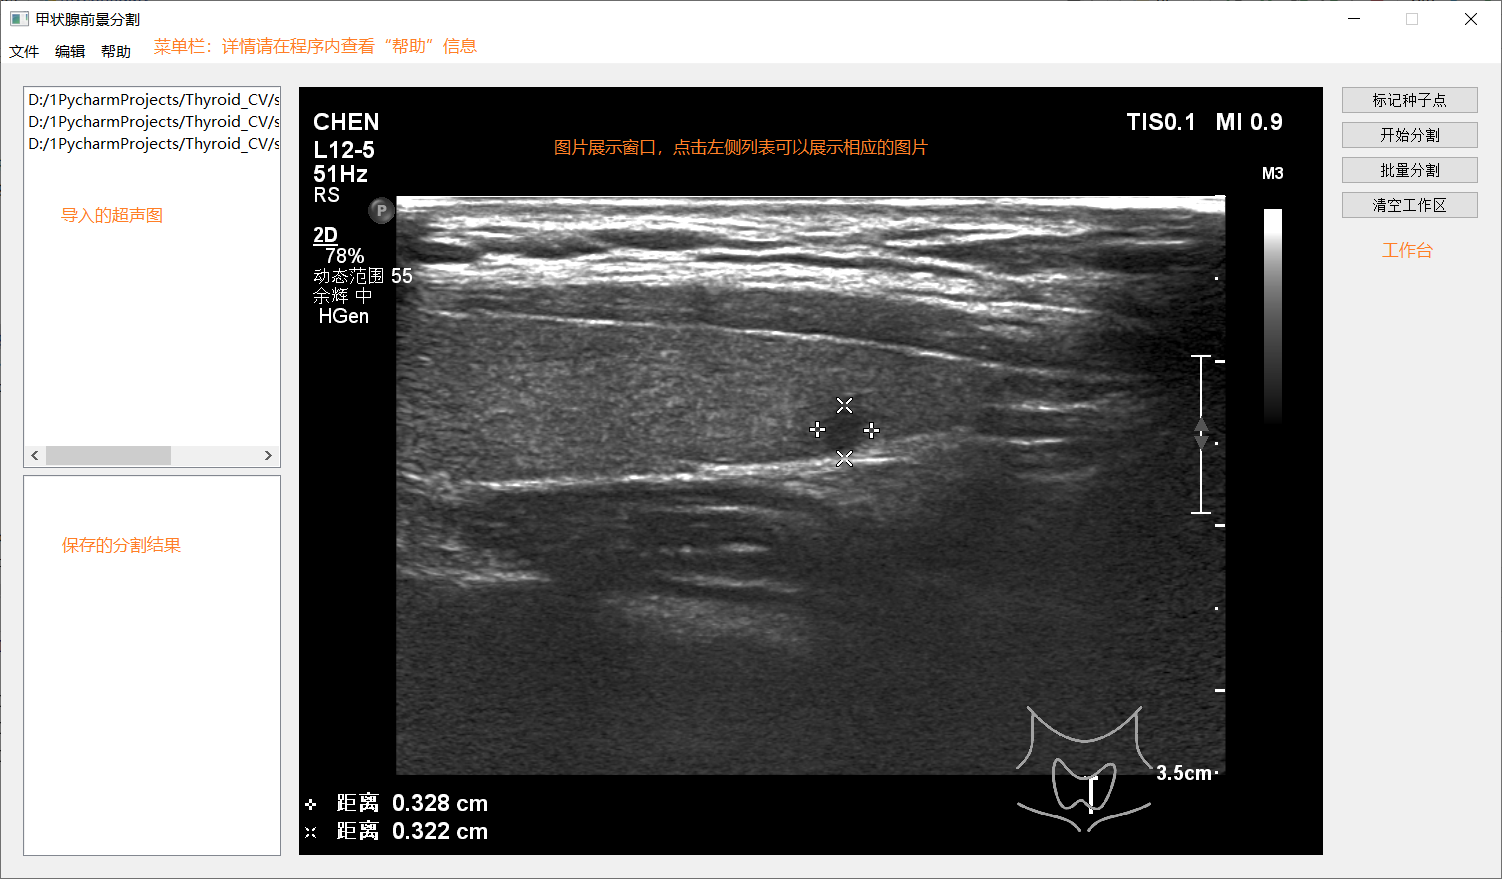 甲状腺前景分割
文件 编辑 帮助 菜单栏：详情请在程序内查看“帮助”信息
D:/1PycharmProjects/Thyroid_CV/s
D:/1PycharmProjects/Thyroid_CV/s
D:/1PycharmProjects/Thyroid_CV/s
导入的超声图
保存的分割结果
CHEN
L12-5
51Hz
RS
P
2D
78%
动态范围 55
余辉 中
HGen
图片展示窗口，点击左侧列表可以展示相应的图片
TIS0.1 MI 0.9
M3
3.5cm
距离 0.328 cm
距离 0.322 cm
标记种子点
开始分割
批量分割
清空工作区
工作台